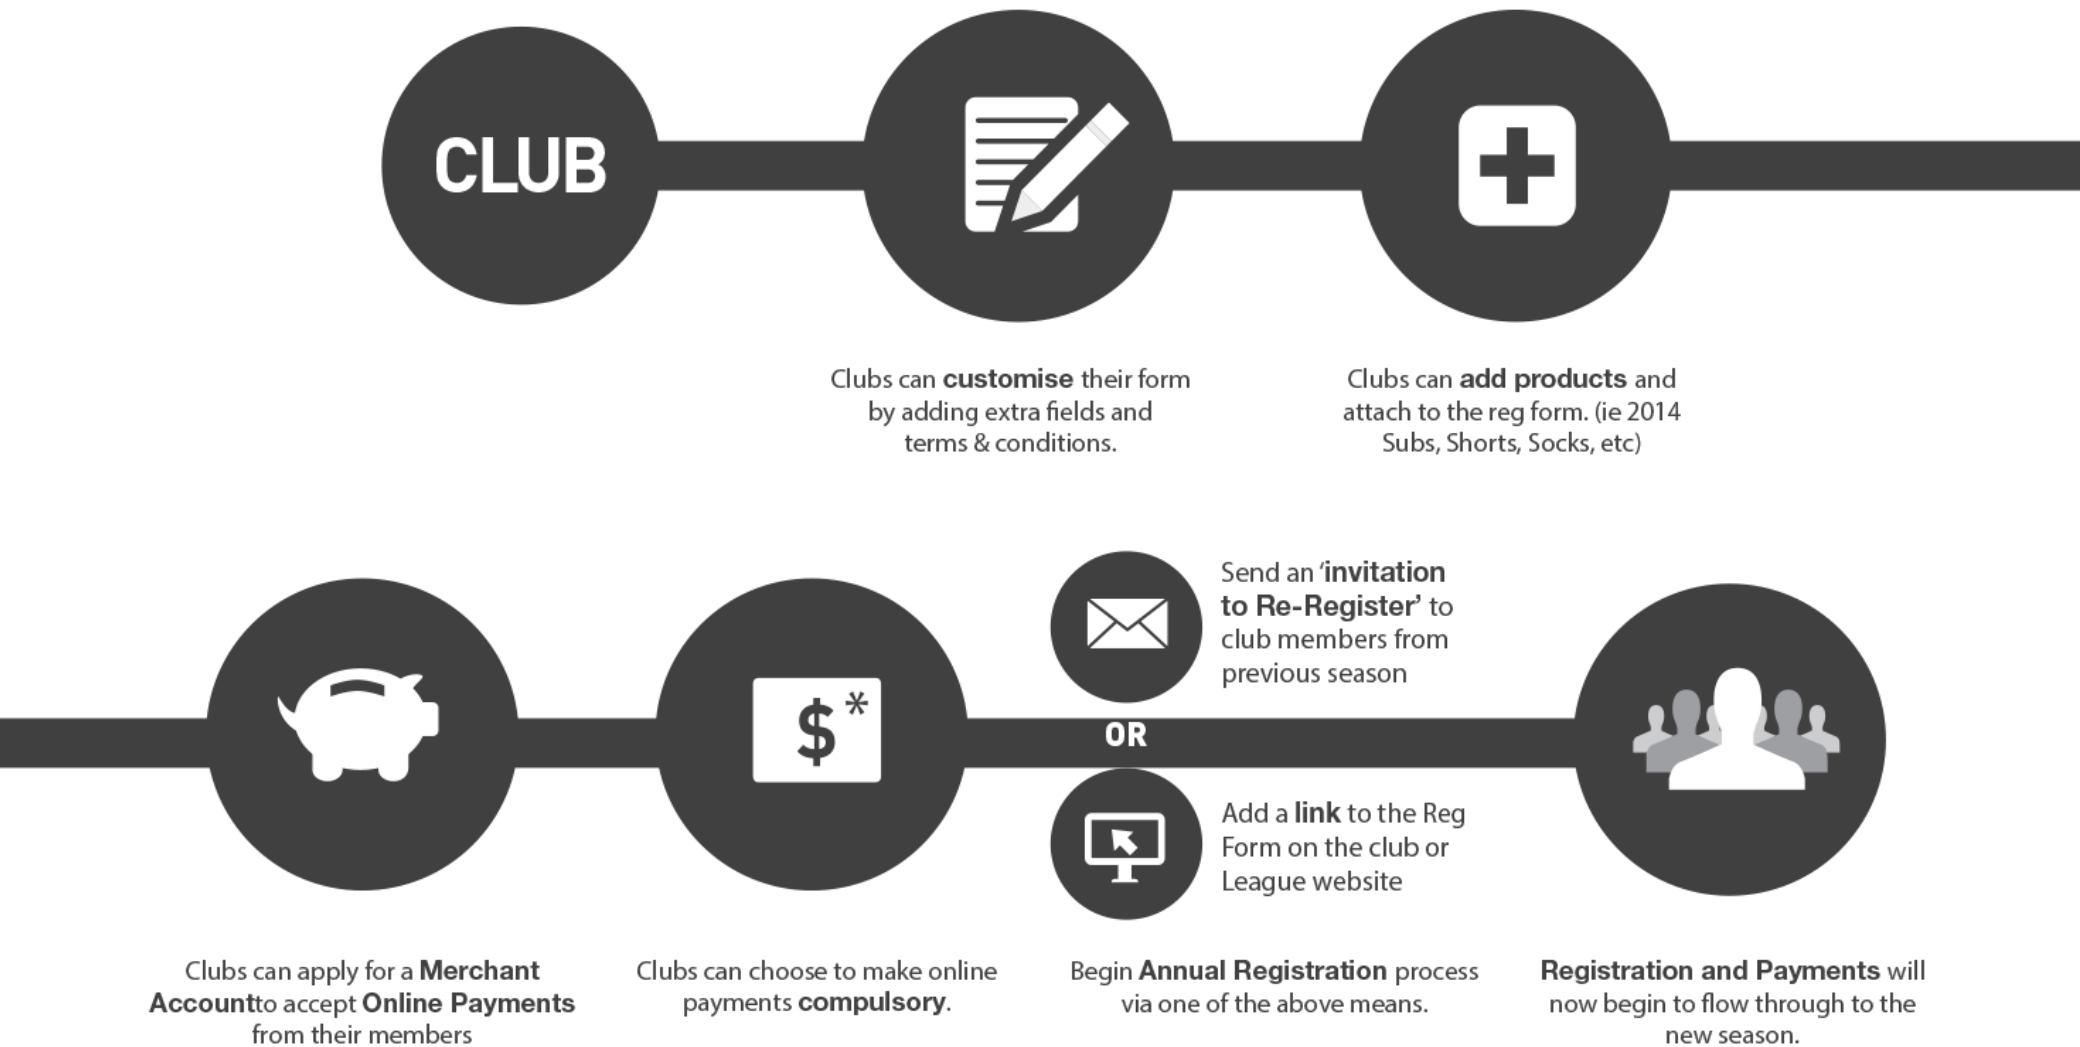 CLUB
Clubs can customise their form
by adding extra fields and
terms & conditions.
Clubs can add products and
attach to the reg form. (ie 2014
Subs, Shorts, Socks, etc)
$*
Send an ‘invitation
to Re-Register’ to
club members from
previous season
OR
Add a link to the Reg
Form on the club or
League website
Clubs can apply for a Merchant
Accountto accept Online Payments
from their members
Clubs can choose to make online
payments compulsory.
Begin Annual Registration process
via one of the above means.
Registration and Payments will
now begin to flow through to the
new season.